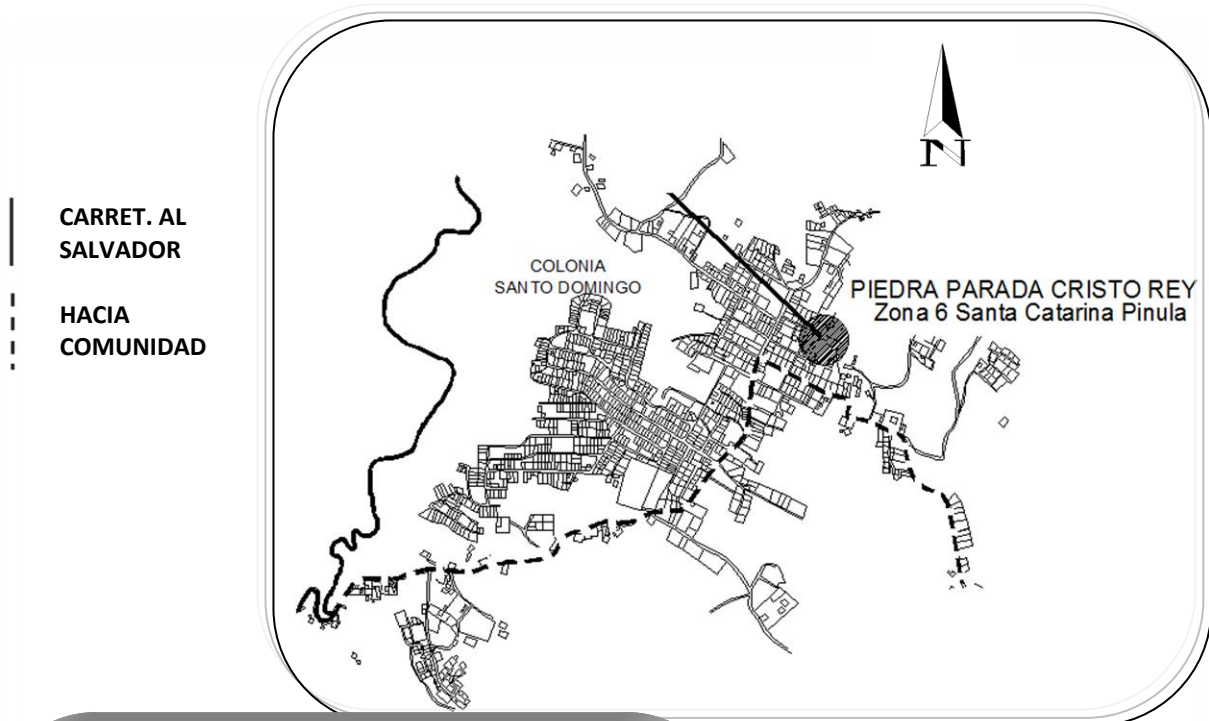 CARRET. AL
SALVADOR
HACIA
COMUNIDAD
N
COLONIA
SANTO DOMINGO
PIEDRA PARADA CRISTO REY
Zona 6 Santa Catarina Pinula